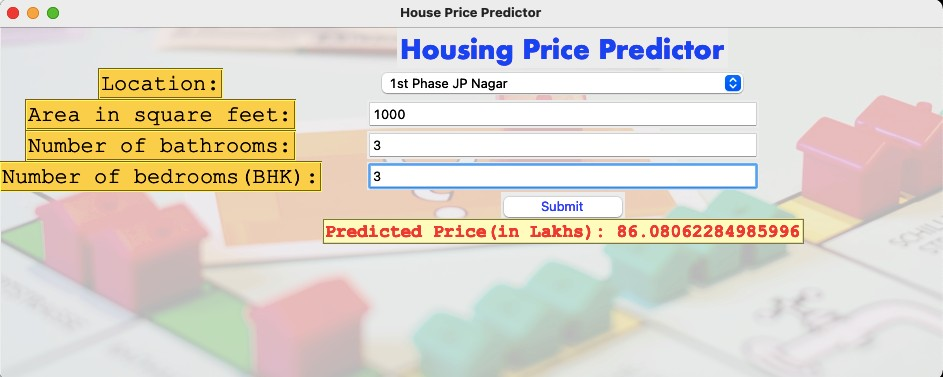 House Price Predictor
Housing Price Predictor
Location:
1st Phase JP Nagar
Area in square feet:
1000
Number of bathrooms:
3
Number of bedrooms(BHK):
3
Submit
Predicted Price(in Lakhs): 86.08062284985996